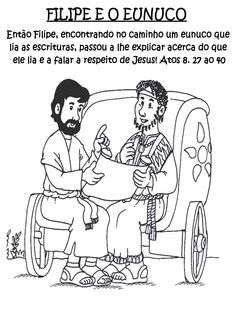 FILIPE E O EUNUCO
Então Filipe, encontrando no caminho um eunuco que
lia as escrituras, passou a lhe explicar acerca do que
ele lia e a falar a respeito de Jesus! Atos 8. 27 ao 40